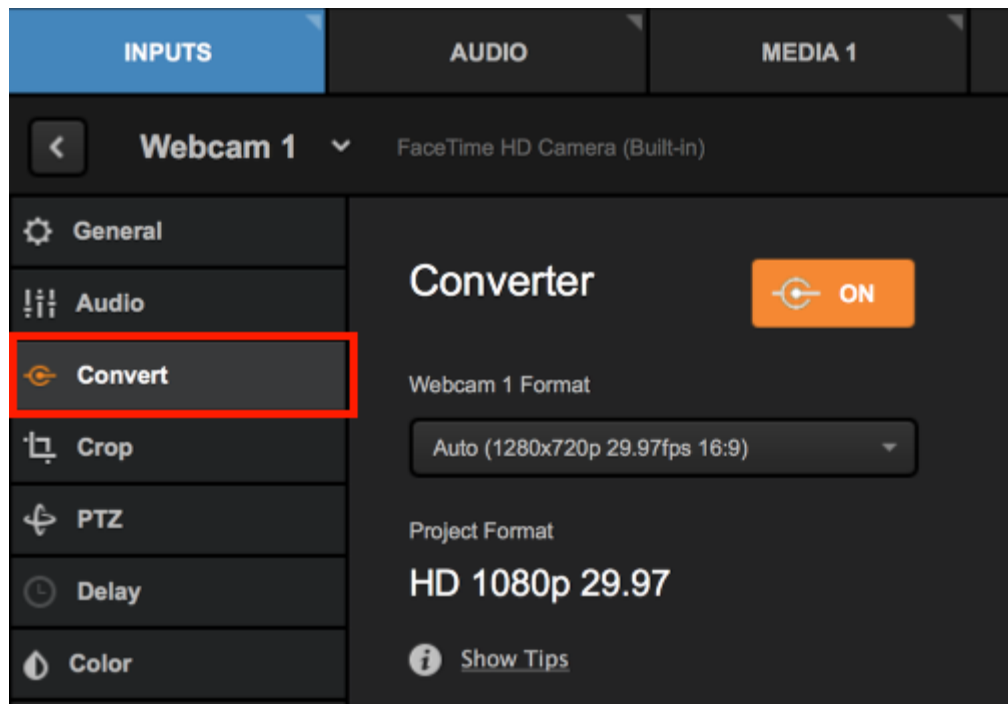 INPUTS AUDIO MEDIA 1
Webcam 1 FaceTime HD Camera (Built-in)
General
Audio
Convert
Crop
PTZ
Delay
Color
Converter ON
Webcam 1 Format
Auto (1280x720p 29.97fps 16:9)
Project Format
HD 1080p 29.97
Show Tips